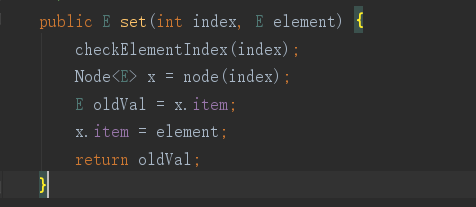 public E set(int index, E element) {
checkElementIndex(index);
Node<E> x = node(index);
E oldVal = x.item;
x.item = element;
return oldVal;
}